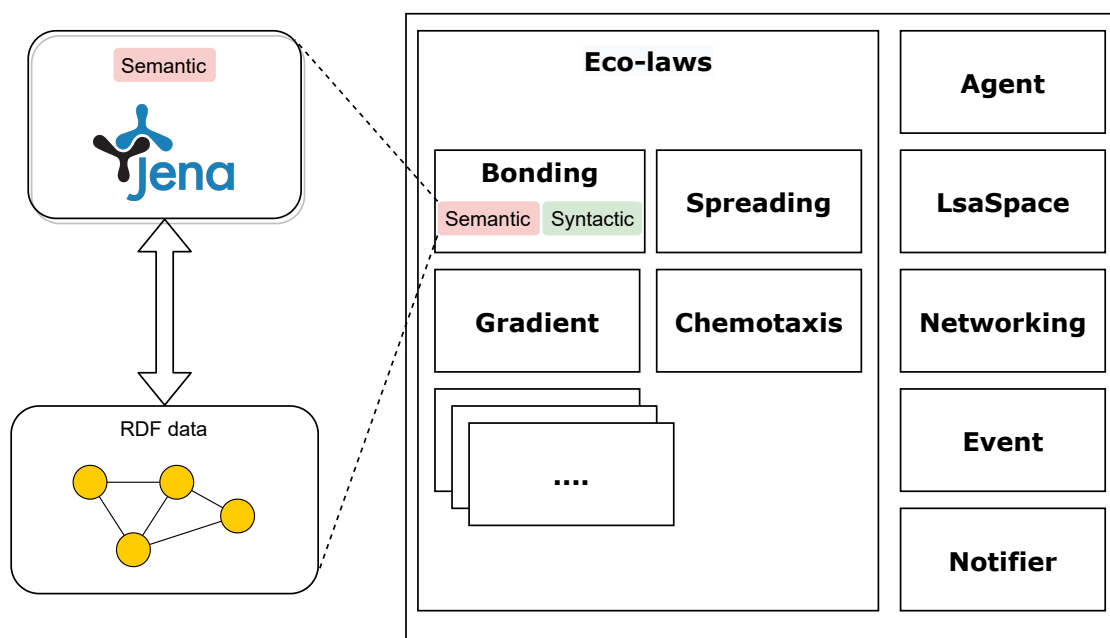 Semantic
Jena
RDF data
Eco-laws
Bonding
Semantic Syntactic
Spreading
Gradient
Chemotaxis
....
Agent
LsaSpace
Networking
Event
Notifier